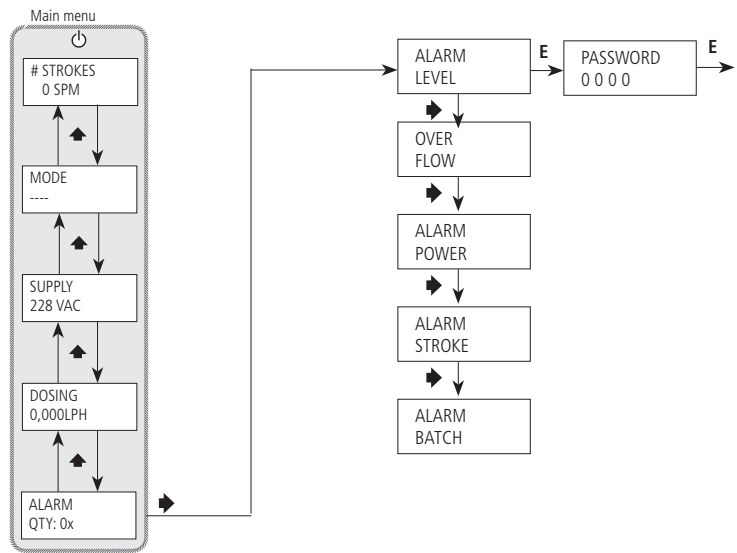 Main menu
# STROKES
0 SPM
MODE
----
SUPPLY
228 VAC
DOSING
0,000LPH
ALARM
QTY: 0x
ALARM
LEVEL
E
PASSWORD
0 0 0 0
E
OVER
FLOW
ALARM
POWER
ALARM
STROKE
ALARM
BATCH